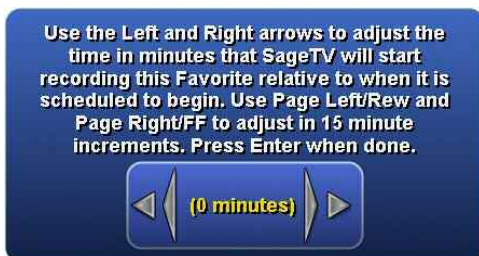 Use the Left and Right arrows to adjust the
time in minutes that SageTV will start
recording this Favorite relative to when it is
scheduled to begin. Use Page Left/Rew and
Page Right/FF to adjust in 15 minute
increments. Press Enter when done.
(0 minutes)